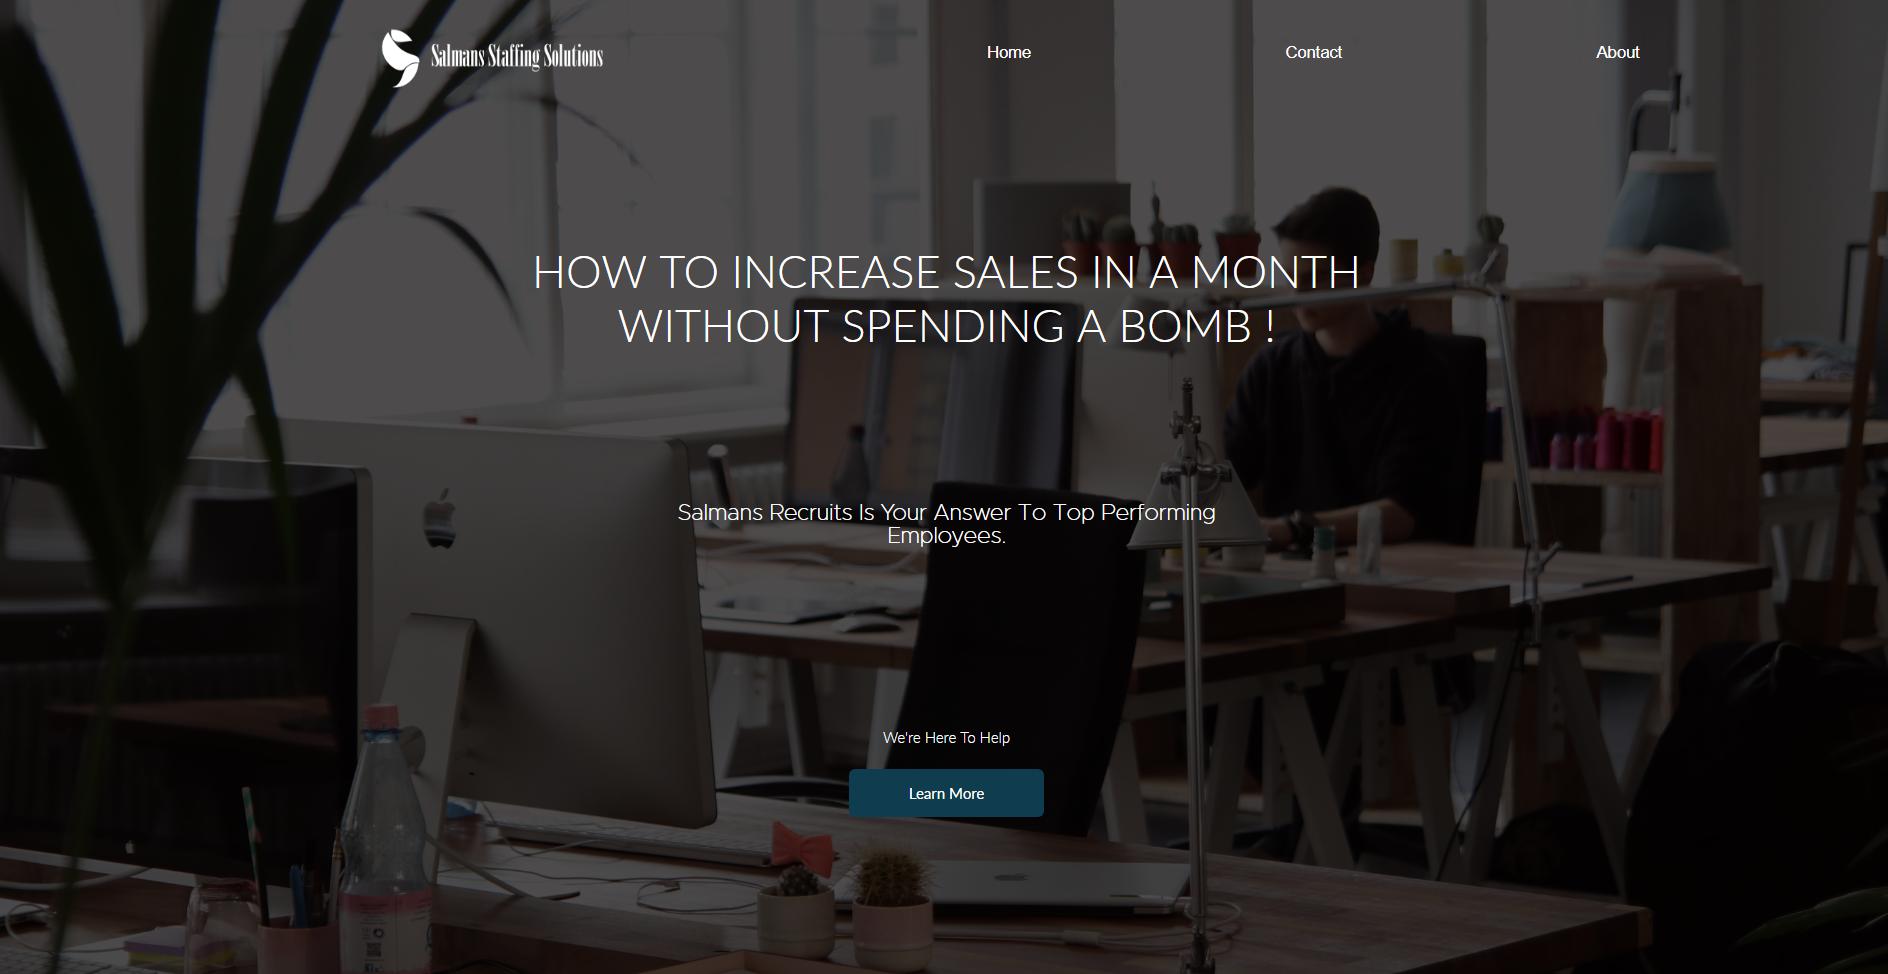 Salmans Staffing Solutions
Home
Contact
About
HOW TO INCREASE SALES IN A MONTH
WITHOUT SPENDING A BOMB !
Salmans Recruits Is Your Answer To Top Performing
Employees.
We're Here To Help
Learn More